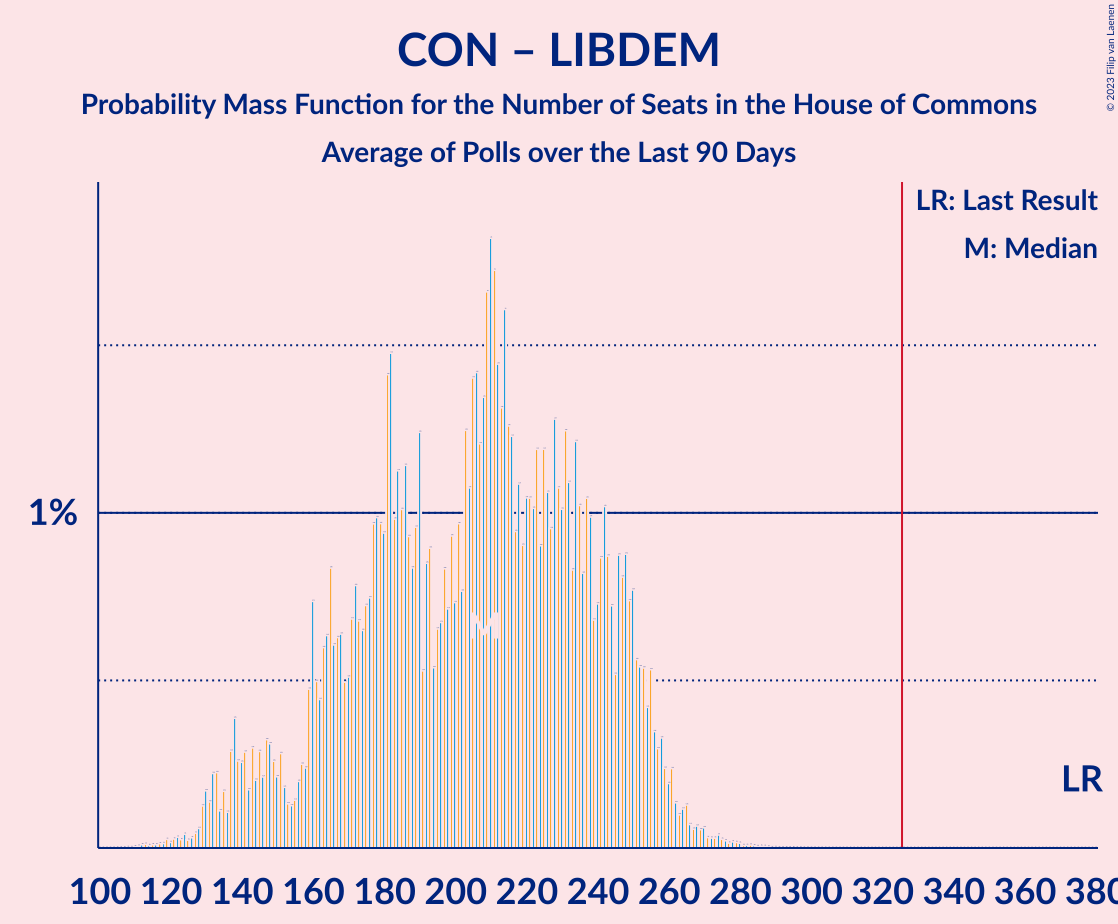 CON – LIBDEM
Probability Mass Function for the Number of Seats in the House of Commons
Average of Polls over the Last 90 Days
© 2023 Filip van Laenen
LR: Last Result
M: Median
1%
M
LR
100 120 140 160 180 200 220 240 260 280 300 320 340 360 380